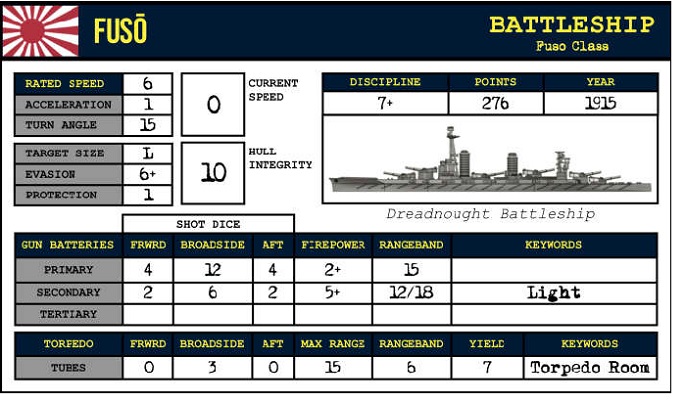 FUSŌ
BATTLESHIP
Fuso Class
RATED SPEED 6
ACCELERATION 1
TURN ANGLE 15
0 CURRENT SPEED
DISCIPLINE POINTS YEAR
7+ 276 1915
TARGET SIZE L
EVASION 6+
PROTECTION 1
10 HULL INTEGRITY
Dreadnought Battleship
SHOT DICE
GUN BATTERIES FRWRD BROADSIDE AFT FIREPOWER RANGEBAND KEYWORDS
PRIMARY 4 12 4 2+ 15
SECONDARY 2 6 2 5+ 12/18 Light
TERTIARY
TORPEDO FRWRD BROADSIDE AFT MAX RANGE RANGEBAND YIELD KEYWORDS
TUBES 0 3 0 15 6 7 Torpedo Room